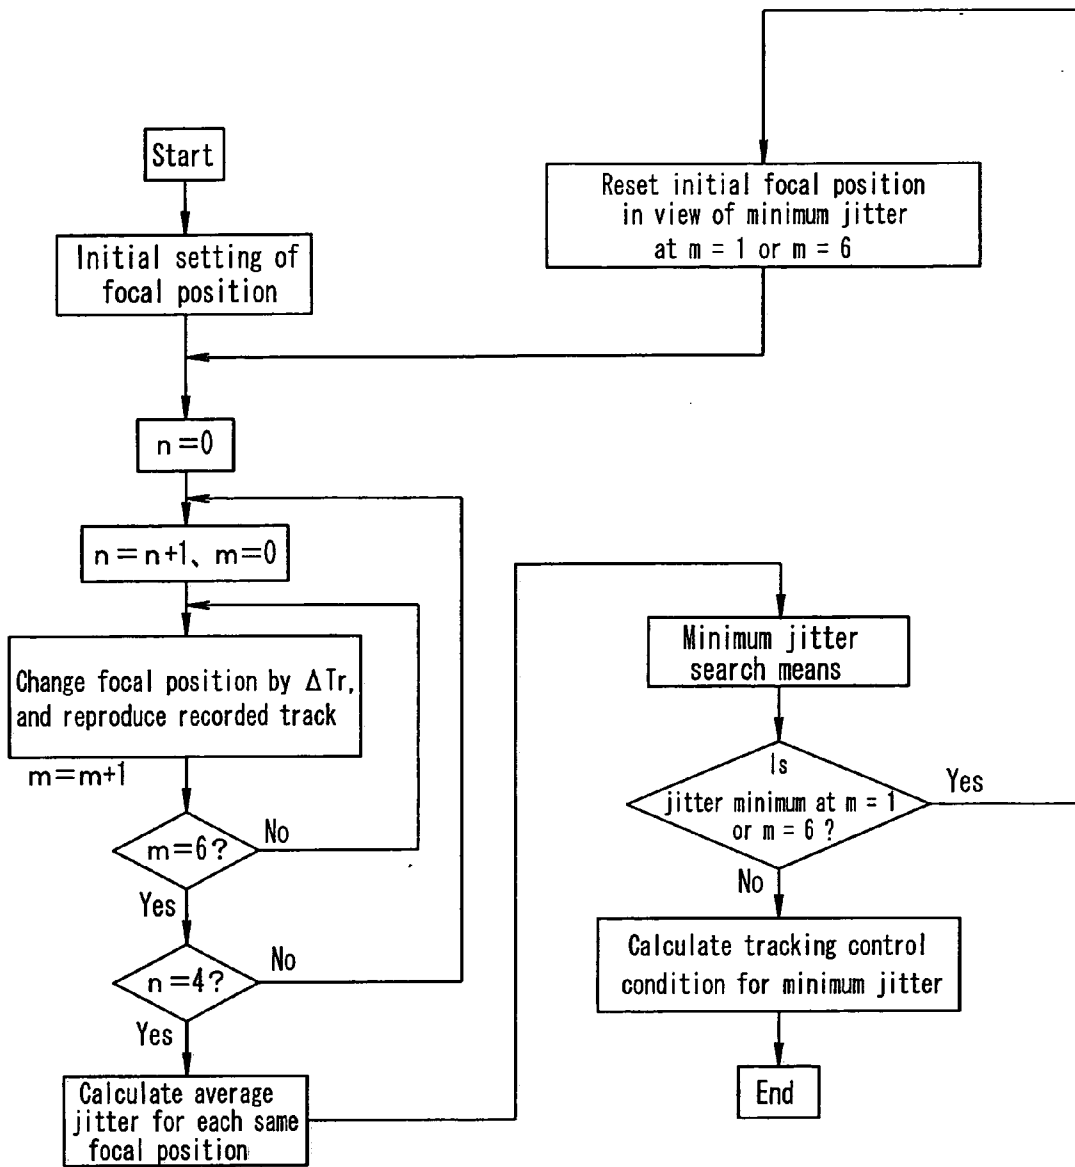 Start
Initial setting of
focal position
Reset initial focal position
in view of minimum jitter
at m = 1 or m = 6
n=0
n=n+1、m=0
Change focal position by ΔTr,
and reproduce recorded track
m=m+1
m=6?
No
Yes
n=4?
No
Yes
Calculate average
jitter for each same
focal position
Minimum jitter
search means
Is
jitter minimum at m = 1
or m = 6 ?
Yes
No
Calculate tracking control
condition for minimum jitter
End